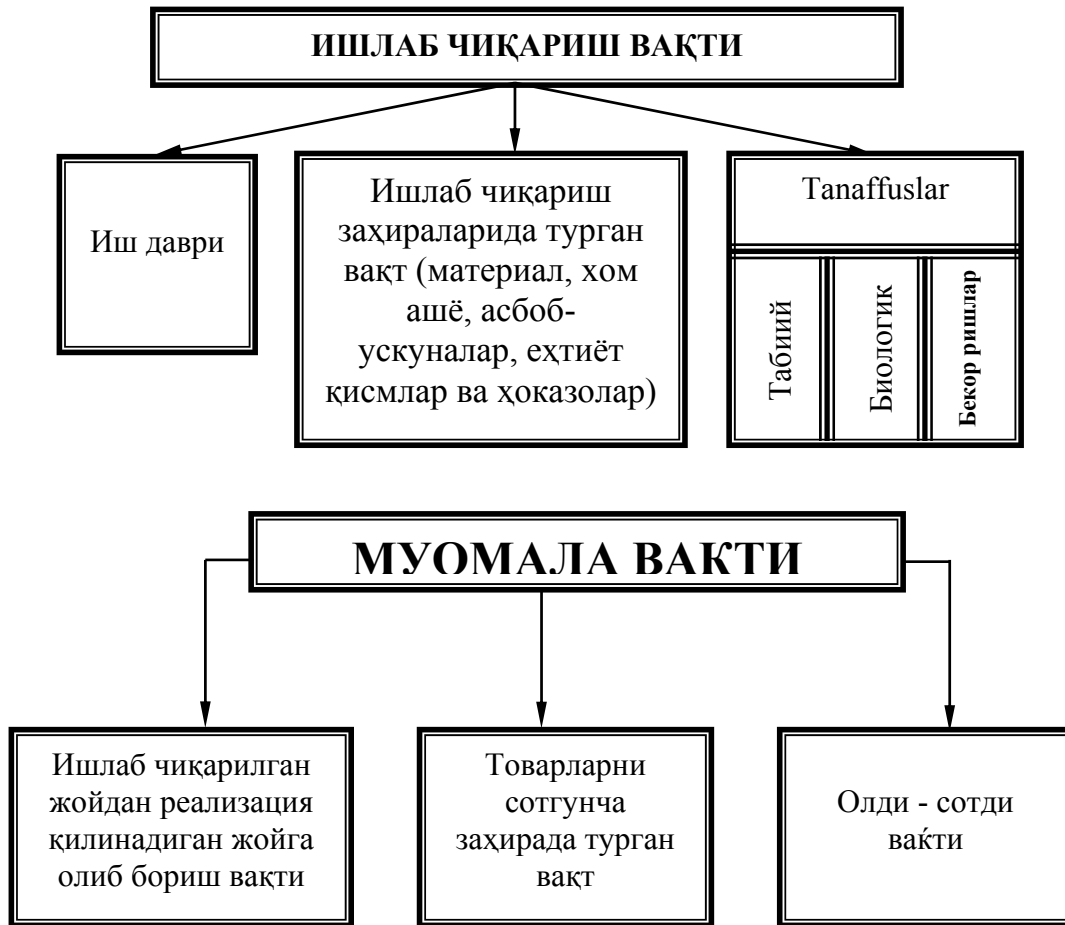 ИШЛАБ ЧИҚАРИШ ВАҚТИ
Иш даври
Ишлаб чиқариш
заҳираларида турган
вақт (материал, хом
ашё, асбоб-
ускуналар, еҳтиёт
қисмлар ва ҳоказолар)
Tanaffuslar
Табиий
Биологик
Бекор ришлар
МУОМАЛА ВАКТИ
Ишлаб чиқарилган
жойдан реализация
қилинадиган жойга
олиб бориш вақти
Товарларни
сотгунча
заҳирада турган
вақт
Олди - сотди
ваќти